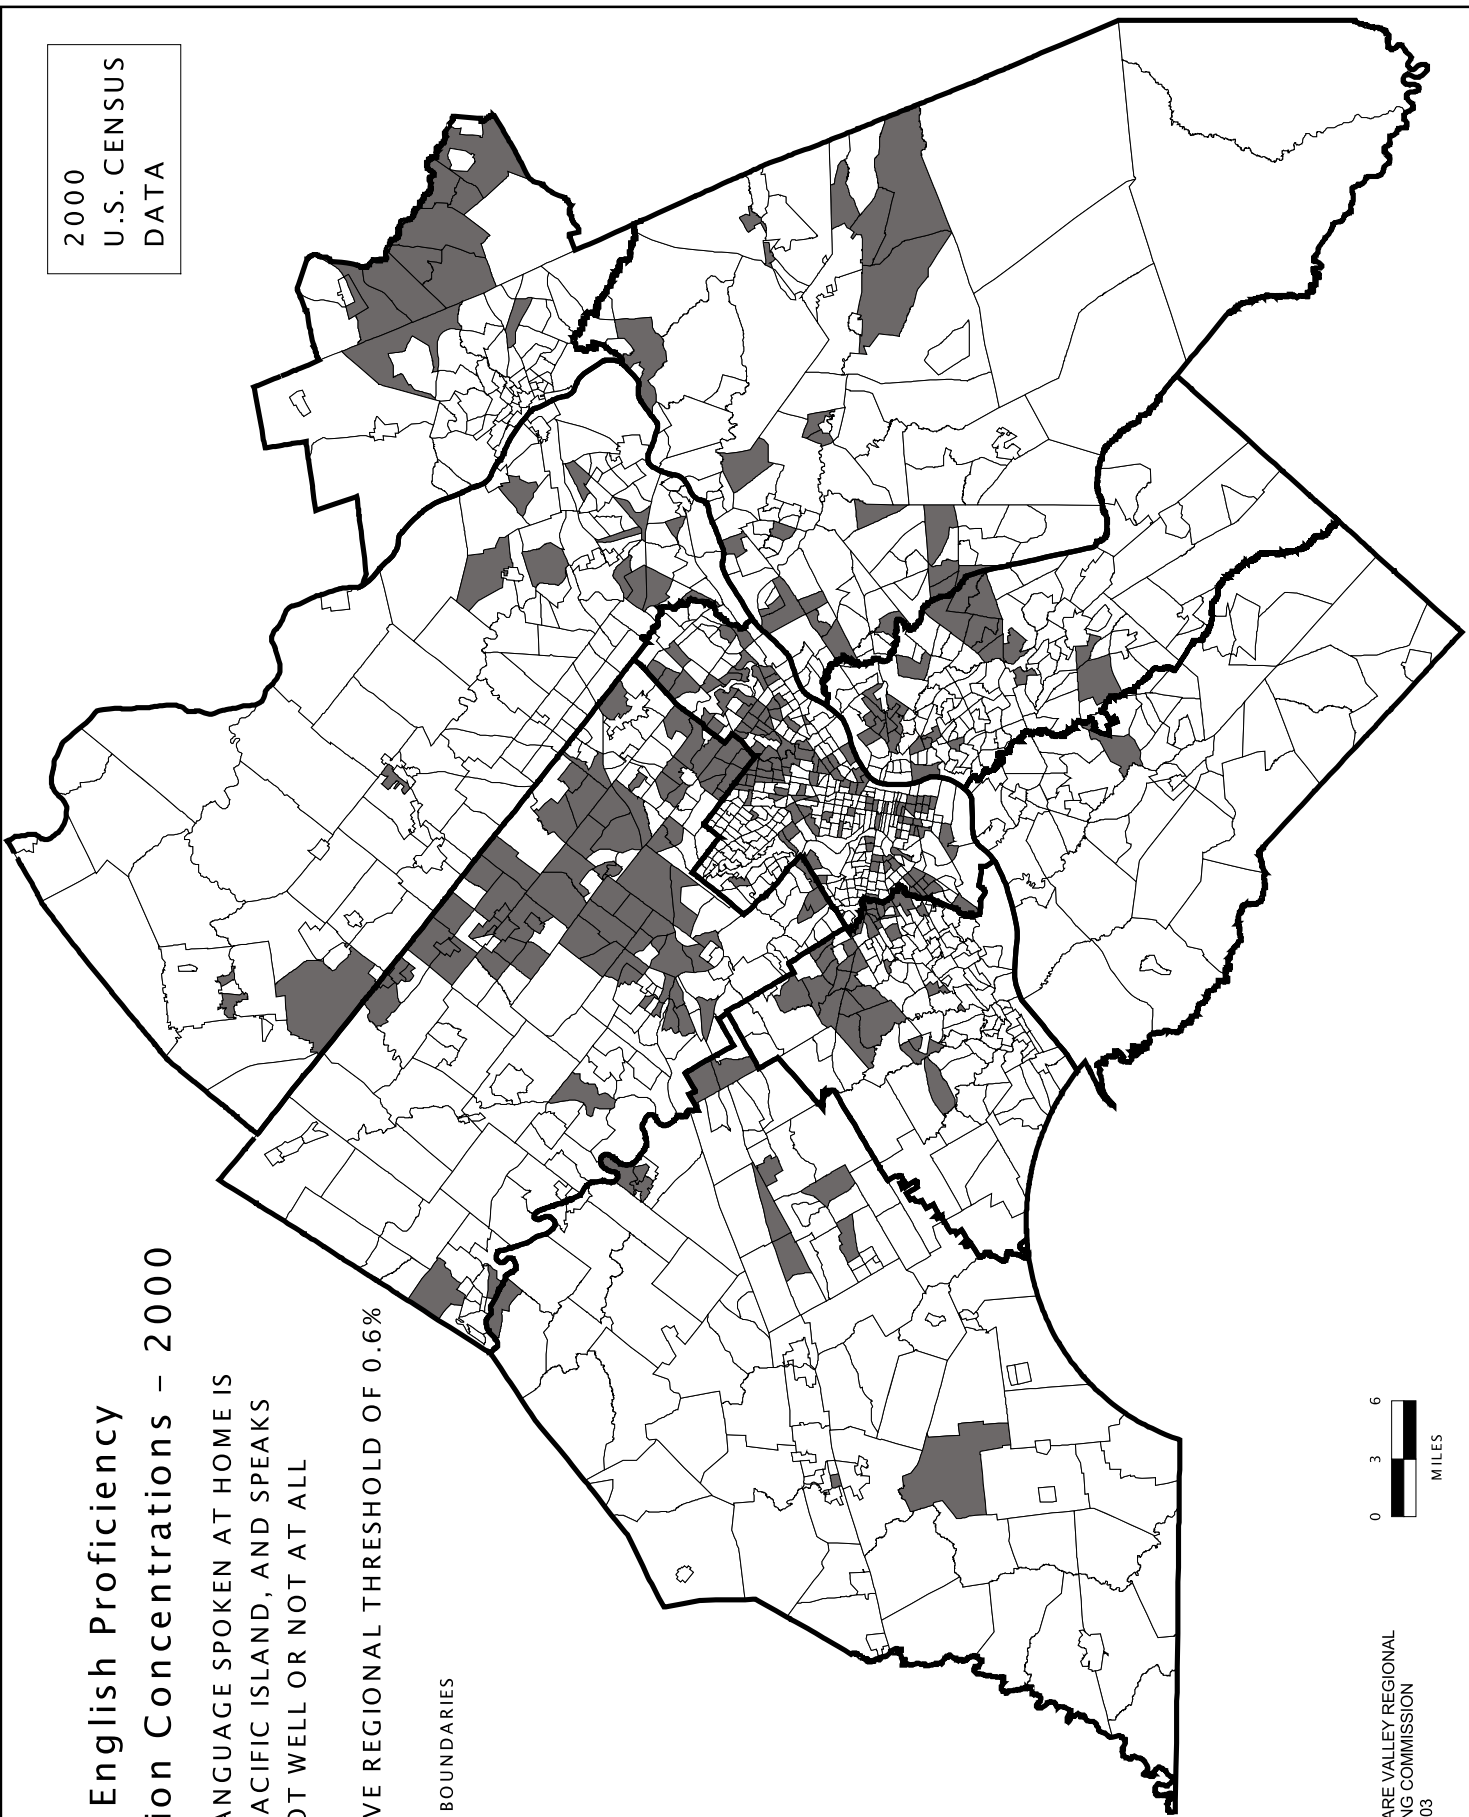 2000
U.S. CENSUS
DATA
English Proficiency
ion Concentrations – 2000
ANGUAGE SPOKEN AT HOME IS
ACIFIC ISLAND, AND SPEAKS
OT WELL OR NOT AT ALL
VE REGIONAL THRESHOLD OF 0.6%
BOUNDARIES
0 3 6
MILES
ARE VALLEY REGIONAL
NG COMMISSION
03